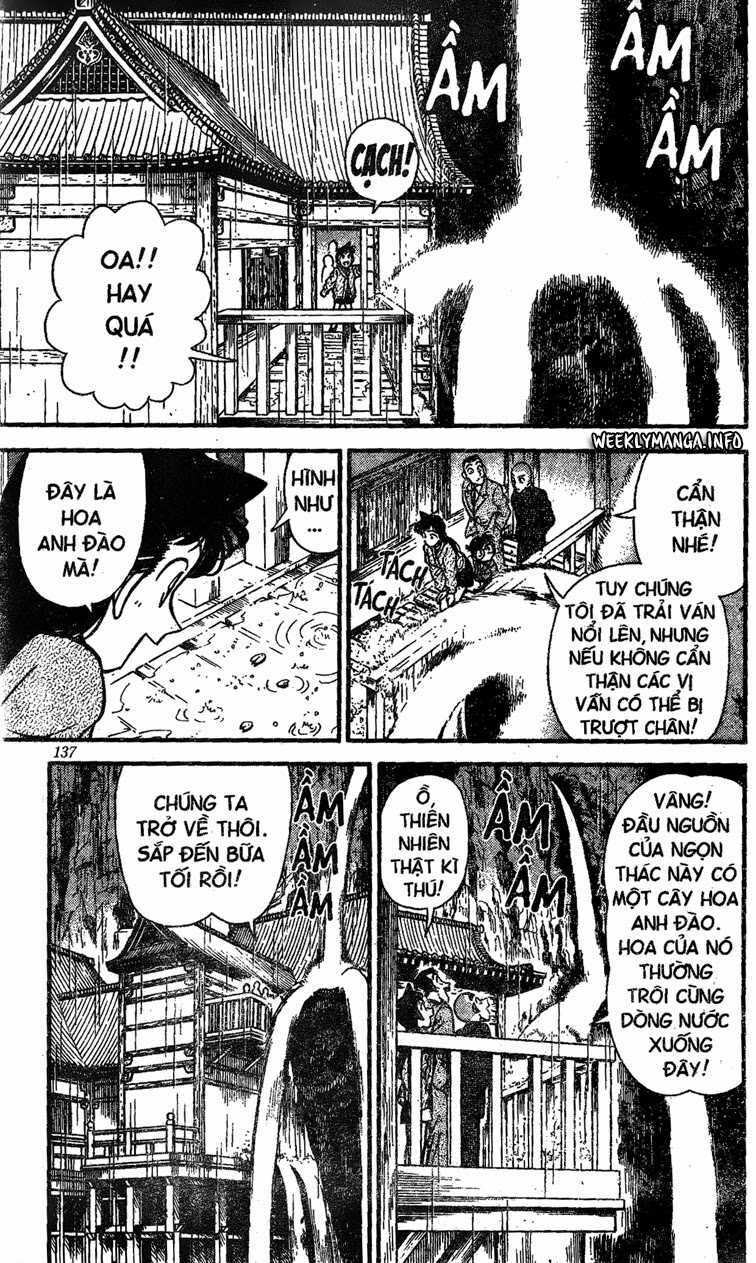 ẦM
ẦM
ẦM
CẠCH!
OA!!
HAY
QUÁ
!!
WEEKLYMANGA.INFO
CẨN
THẬN
NHÉ!
TUY CHÚNG
TÔI ĐÃ TRẢI VÁN
NỔI LÊN, NHƯNG
NẾU KHÔNG CẨN
THẬN CÁC VỊ
VẪN CÓ THỂ BỊ
TRƯỢT CHÂN!
TÁCH
TÁCH
HÌNH
NHƯ
...
ĐÂY LÀ
HOA
ANH ĐÀO
MÀ!
137
VÂNG!
ĐẦU NGUỒN
CỦA NGỌN
THÁC NÀY CÓ
MỘT CÂY HOA
ANH ĐÀO.
HOA CỦA NÓ
THƯỜNG
TRÔI CÙNG
DÒNG NƯỚC
XUỐNG
ĐÂY!
Ồ,
THIÊN
NHIÊN
THẬT KÌ
THÚ!
ẦM
ẦM
CHÚNG TA
TRỞ VỀ THÔI.
SẮP ĐẾN BỮA
TỐI RỒI!
ẦM
ẦM
ẦM